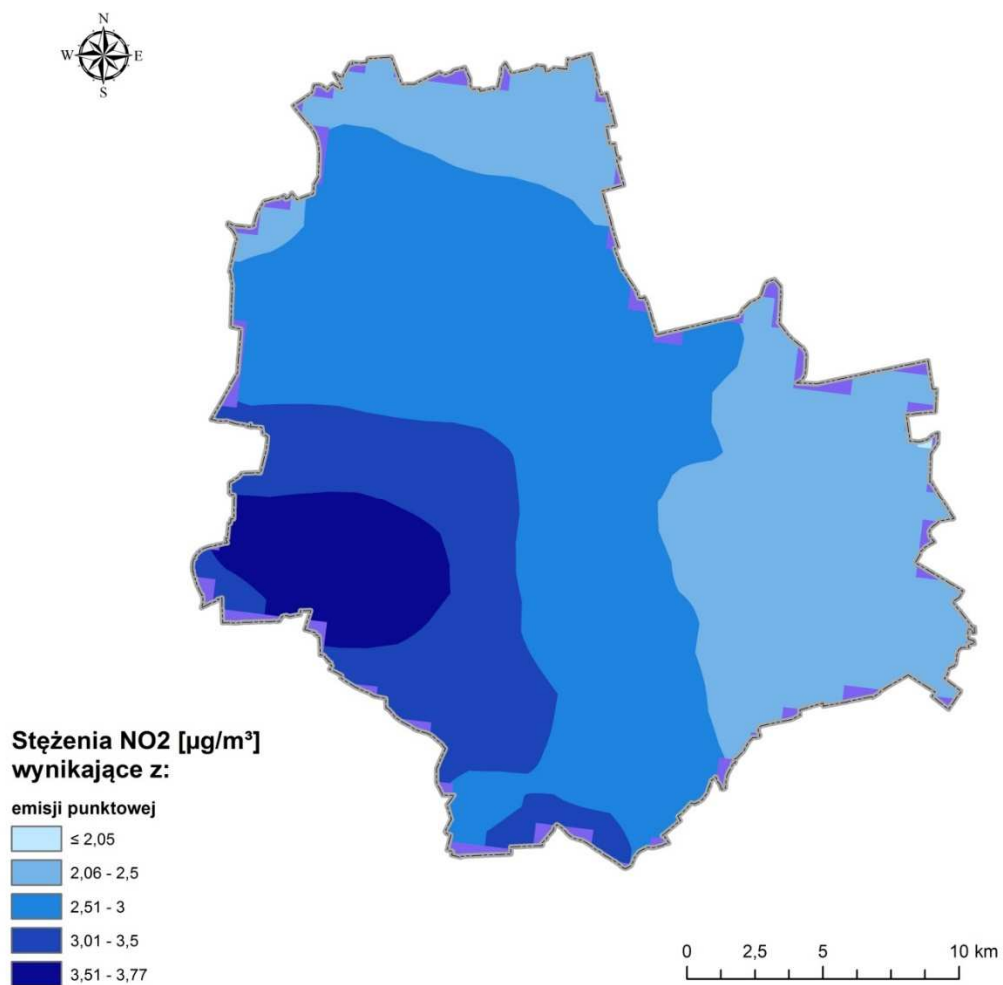 N
W E
S
Stężenia NO2 [µg/m³]
wynikające z:
emisji punktowej
≤ 2,05
2,06 - 2,5
2,51 - 3
3,01 - 3,5
3,51 - 3,77
0 2,5 5 10 km